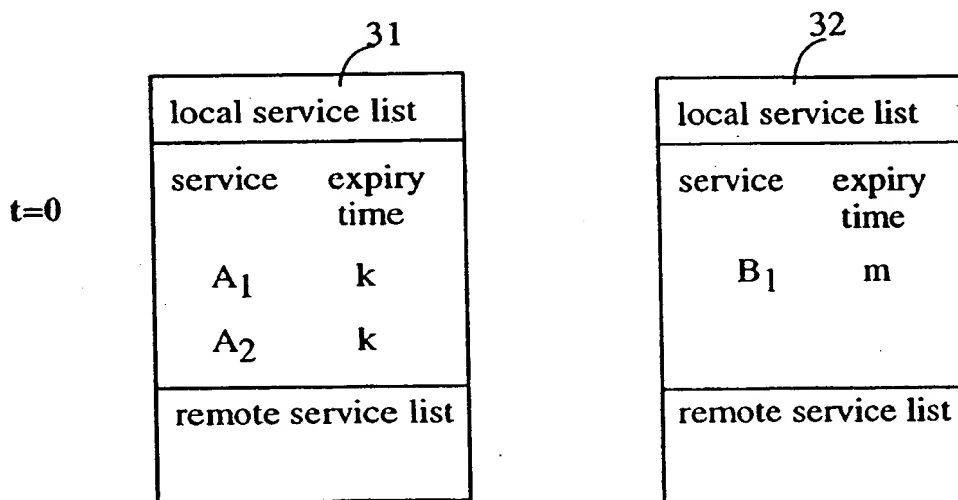 31
local service list
t=0
service expiry
time
A1 k
A2 k
remote service list
32
local service list
service expiry
time
B1 m
remote service list